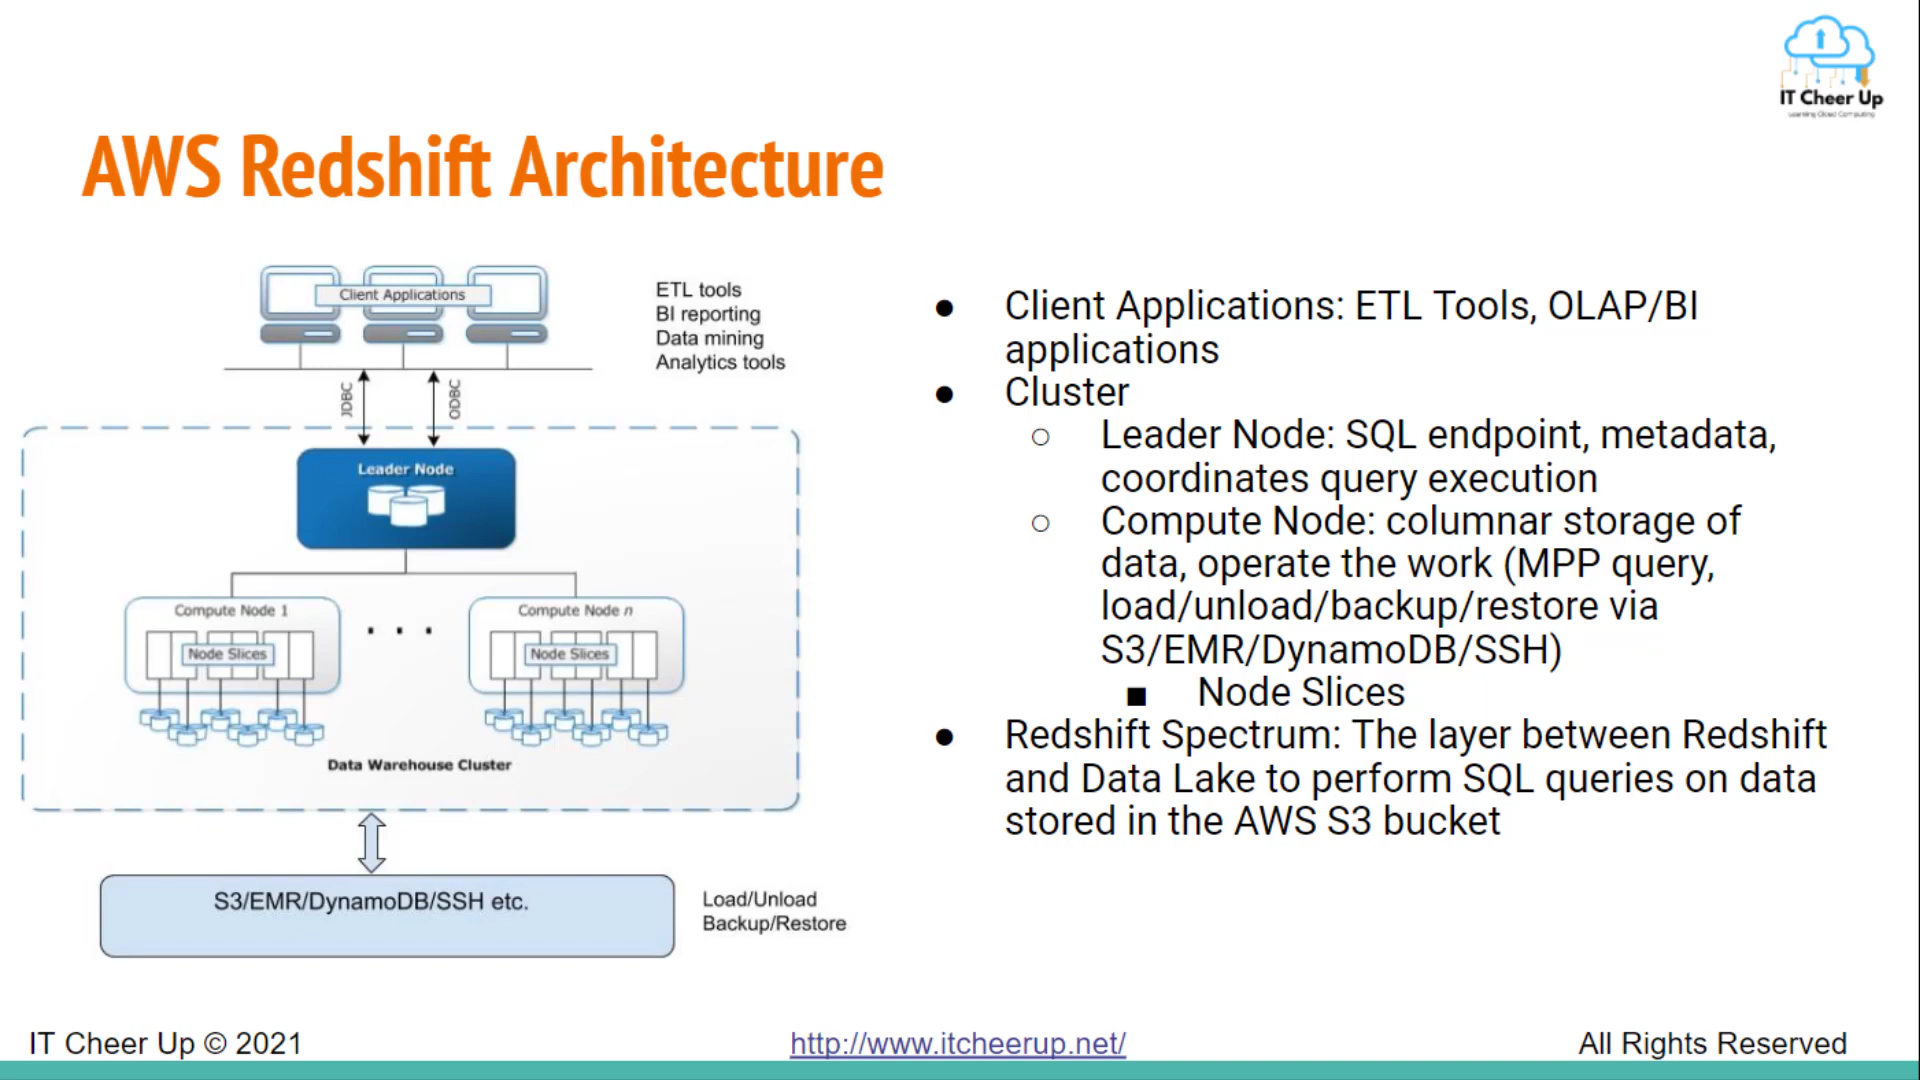 IT Cheer Up
Learning Cloud Computing
AWS Redshift Architecture
Client Applications
ETL tools
BI reporting
Data mining
Analytics tools
JDBC
ODBC
Leader Node
Compute Node 1
. . .
Compute Node n
Node Slices
Node Slices
Data Warehouse Cluster
S3/EMR/DynamoDB/SSH etc.
Load/Unload
Backup/Restore
● Client Applications: ETL Tools, OLAP/BI
applications
● Cluster
○ Leader Node: SQL endpoint, metadata,
coordinates query execution
○ Compute Node: columnar storage of
data, operate the work (MPP query,
load/unload/backup/restore via
S3/EMR/DynamoDB/SSH)
■ Node Slices
● Redshift Spectrum: The layer between Redshift
and Data Lake to perform SQL queries on data
stored in the AWS S3 bucket
IT Cheer Up © 2021
http://www.itcheerup.net/
All Rights Reserved